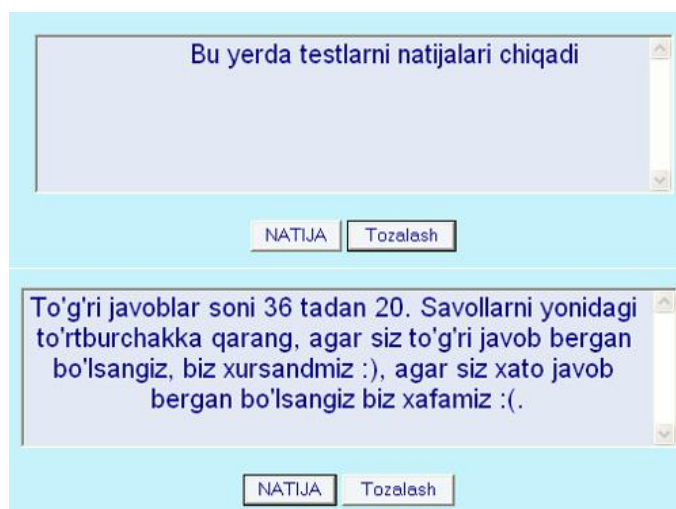 Bu yerda testlarni natijalari chiqadi
NATIJA Tozalash
To'g'ri javoblar soni 36 tadan 20. Savollarni yonidagi
to'rtburchakka qarang, agar siz to'g'ri javob bergan
bo'lsangiz, biz xursandmiz :), agar siz xato javob
bergan bo'lsangiz biz xafamiz :(.
NATIJA Tozalash